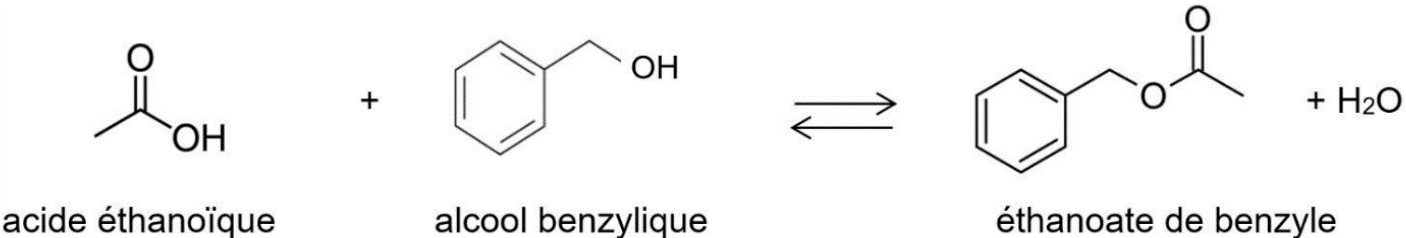 O
OH
+
OH
O
O
+ H₂O
acide éthanoïque
alcool benzylique
éthanoate de benzyle